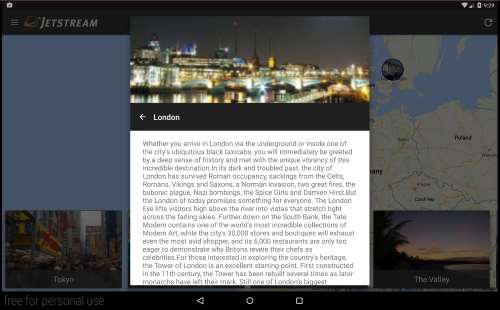 9:29
JETSTREAM
London
Poland
Czech Rep.
Whether you arrive in London via the underground or inside one
of the city's ubiquitous black taxicabs, you will immediately be greeted
by a deep sense of history and met with the unique vibrancy of this
incredible destination.In its dark and troubled past, the city of
London has survived Roman occupancy, sackings from the Celts,
Romans, Vikings and Saxons, a Norman invasion, two great fires, the
bubonic plague, Nazi bombings, the Spice Girls and Damien Hirst.But
the London of today promises something for everyone. The London
Eye lifts visitors high above the river into vistas that stretch tight
across the fading skies. Further down on the South Bank, the Tate
Modern contains one of the world's most incredible collections of
Modern Art, while the city's 30,000 stores and boutiques will exhaust
even the most avid shopper, and its 6,000 restaurants are only too
eager to demonstrate why Britons revere their chefs as
celebrities.For those interested in exploring the country's heritage,
the Tower of London is an excellent starting-point. First constructed
in the 11th century, the Tower has been rebuilt several times as later
monarchs have left their mark. Still one of London's biggest
Tokyo
The Valley
free for personal use